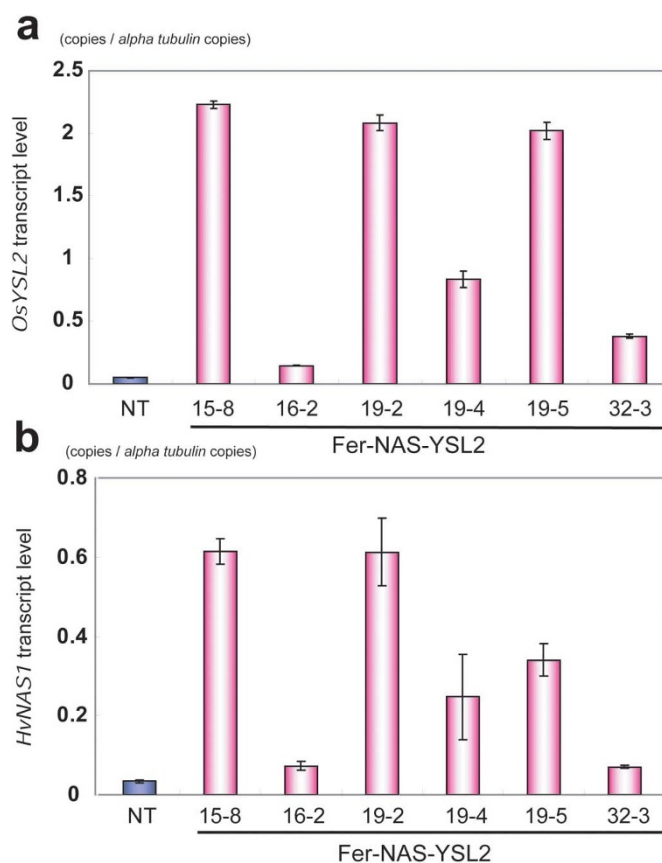 a
(copies / alpha tubulin copies)
OsYSL2 transcript level
2.5
2
1.5
1
0.5
0
NT 15-8 16-2 19-2 19-4 19-5 32-3
Fer-NAS-YSL2
b
(copies / alpha tubulin copies)
HvNAS1 transcript level
0.8
0.6
0.4
0.2
0
NT 15-8 16-2 19-2 19-4 19-5 32-3
Fer-NAS-YSL2